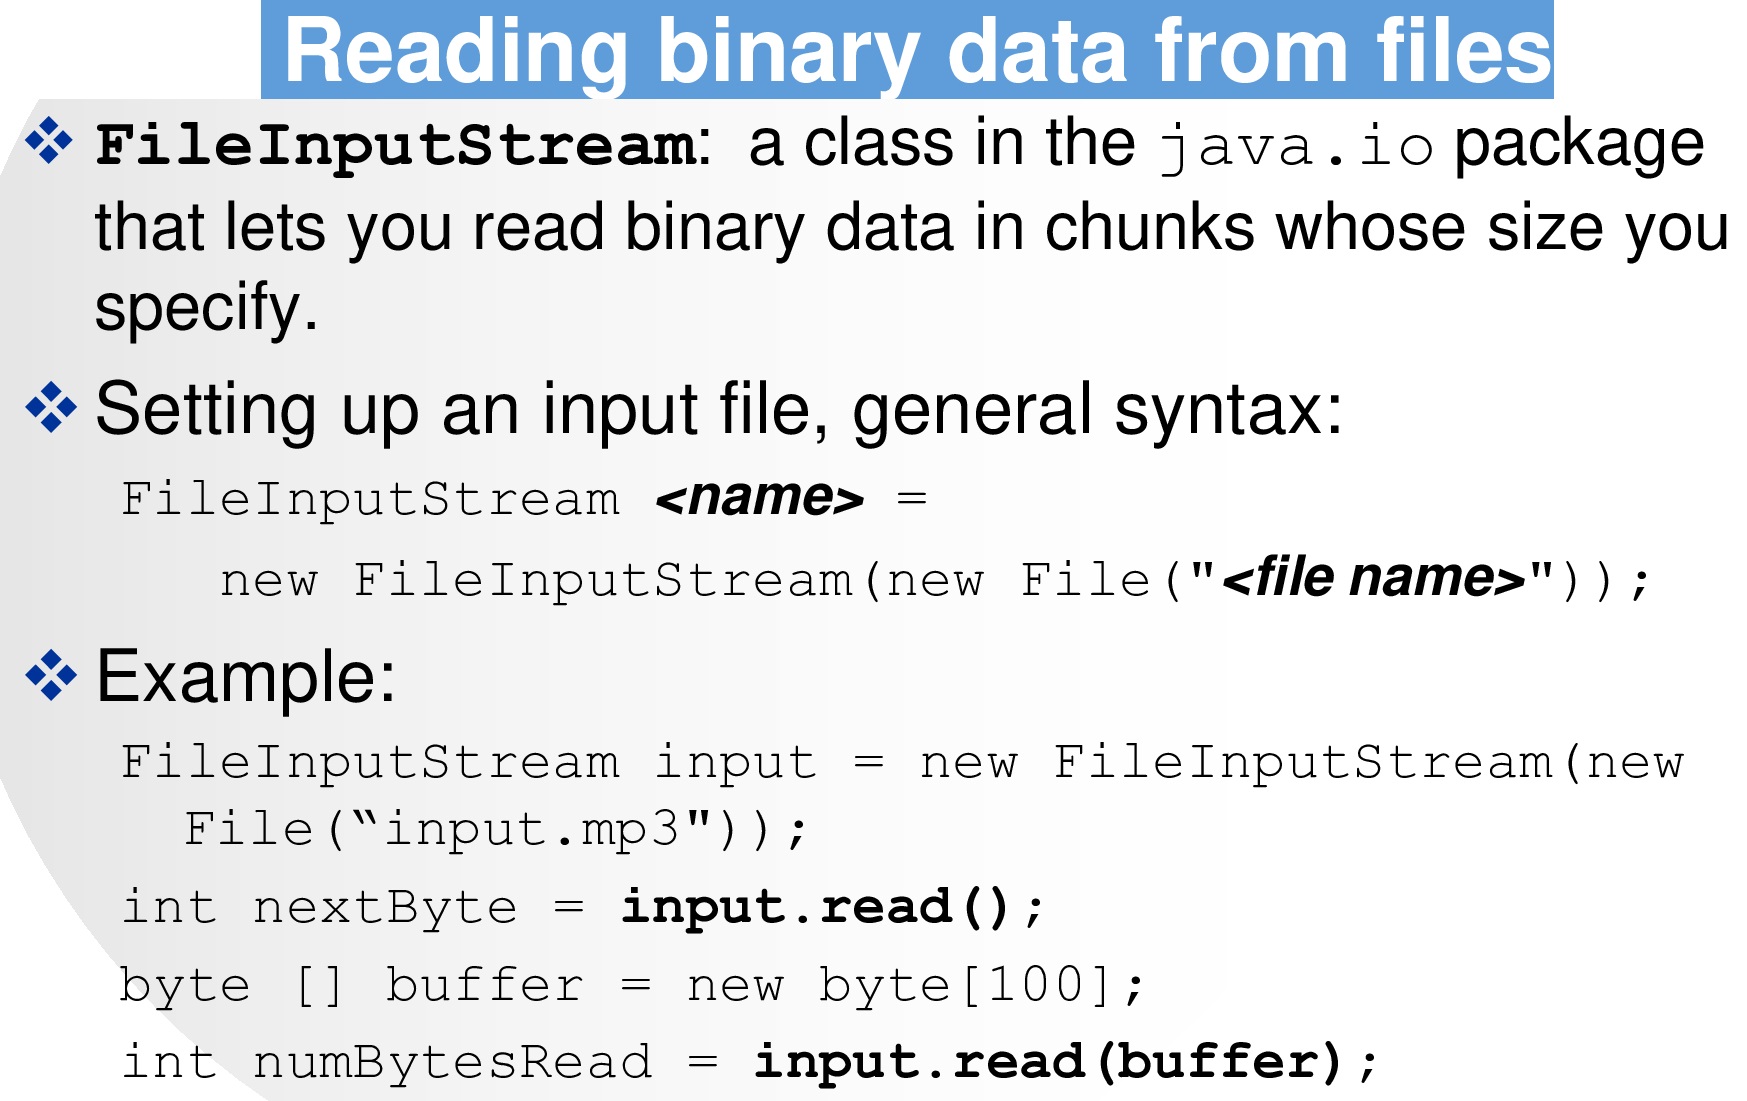 Reading binary data from files
❖ FileInputStream: a class in the java.io package
that lets you read binary data in chunks whose size you
specify.
❖ Setting up an input file, general syntax:
FileInputStream <name> =
new FileInputStream(new File("<file name>"));
❖ Example:
FileInputStream input = new FileInputStream(new
File(“input.mp3"));
int nextByte = input.read();
byte [] buffer = new byte[100];
int numBytesRead = input.read(buffer);